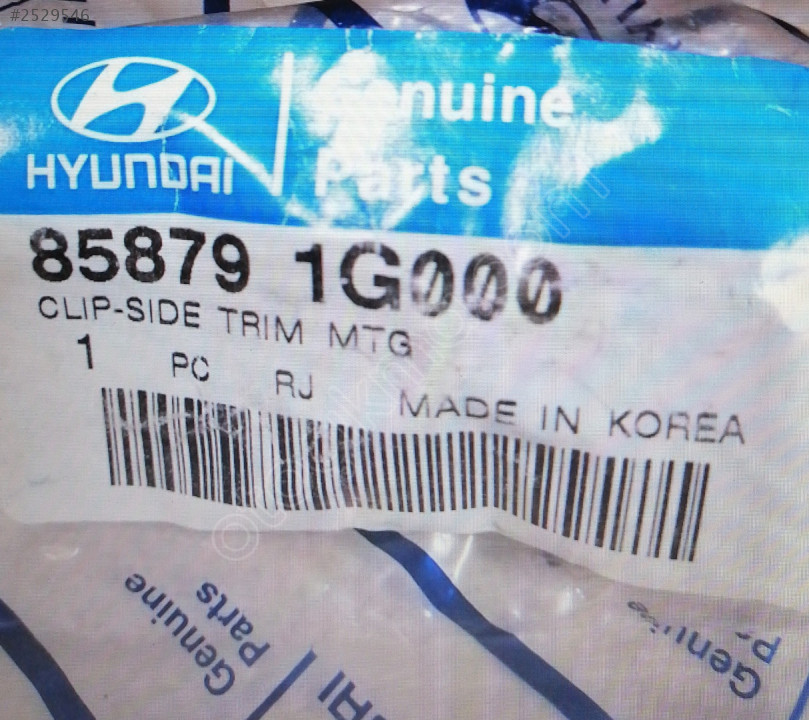 #2529546
HYUNDAI
Genuine
Parts
85879 1G000
CLIP-SIDE TRIM MTG
1 PC RJ MADE IN KOREA
Genuine
Parts
Genuine